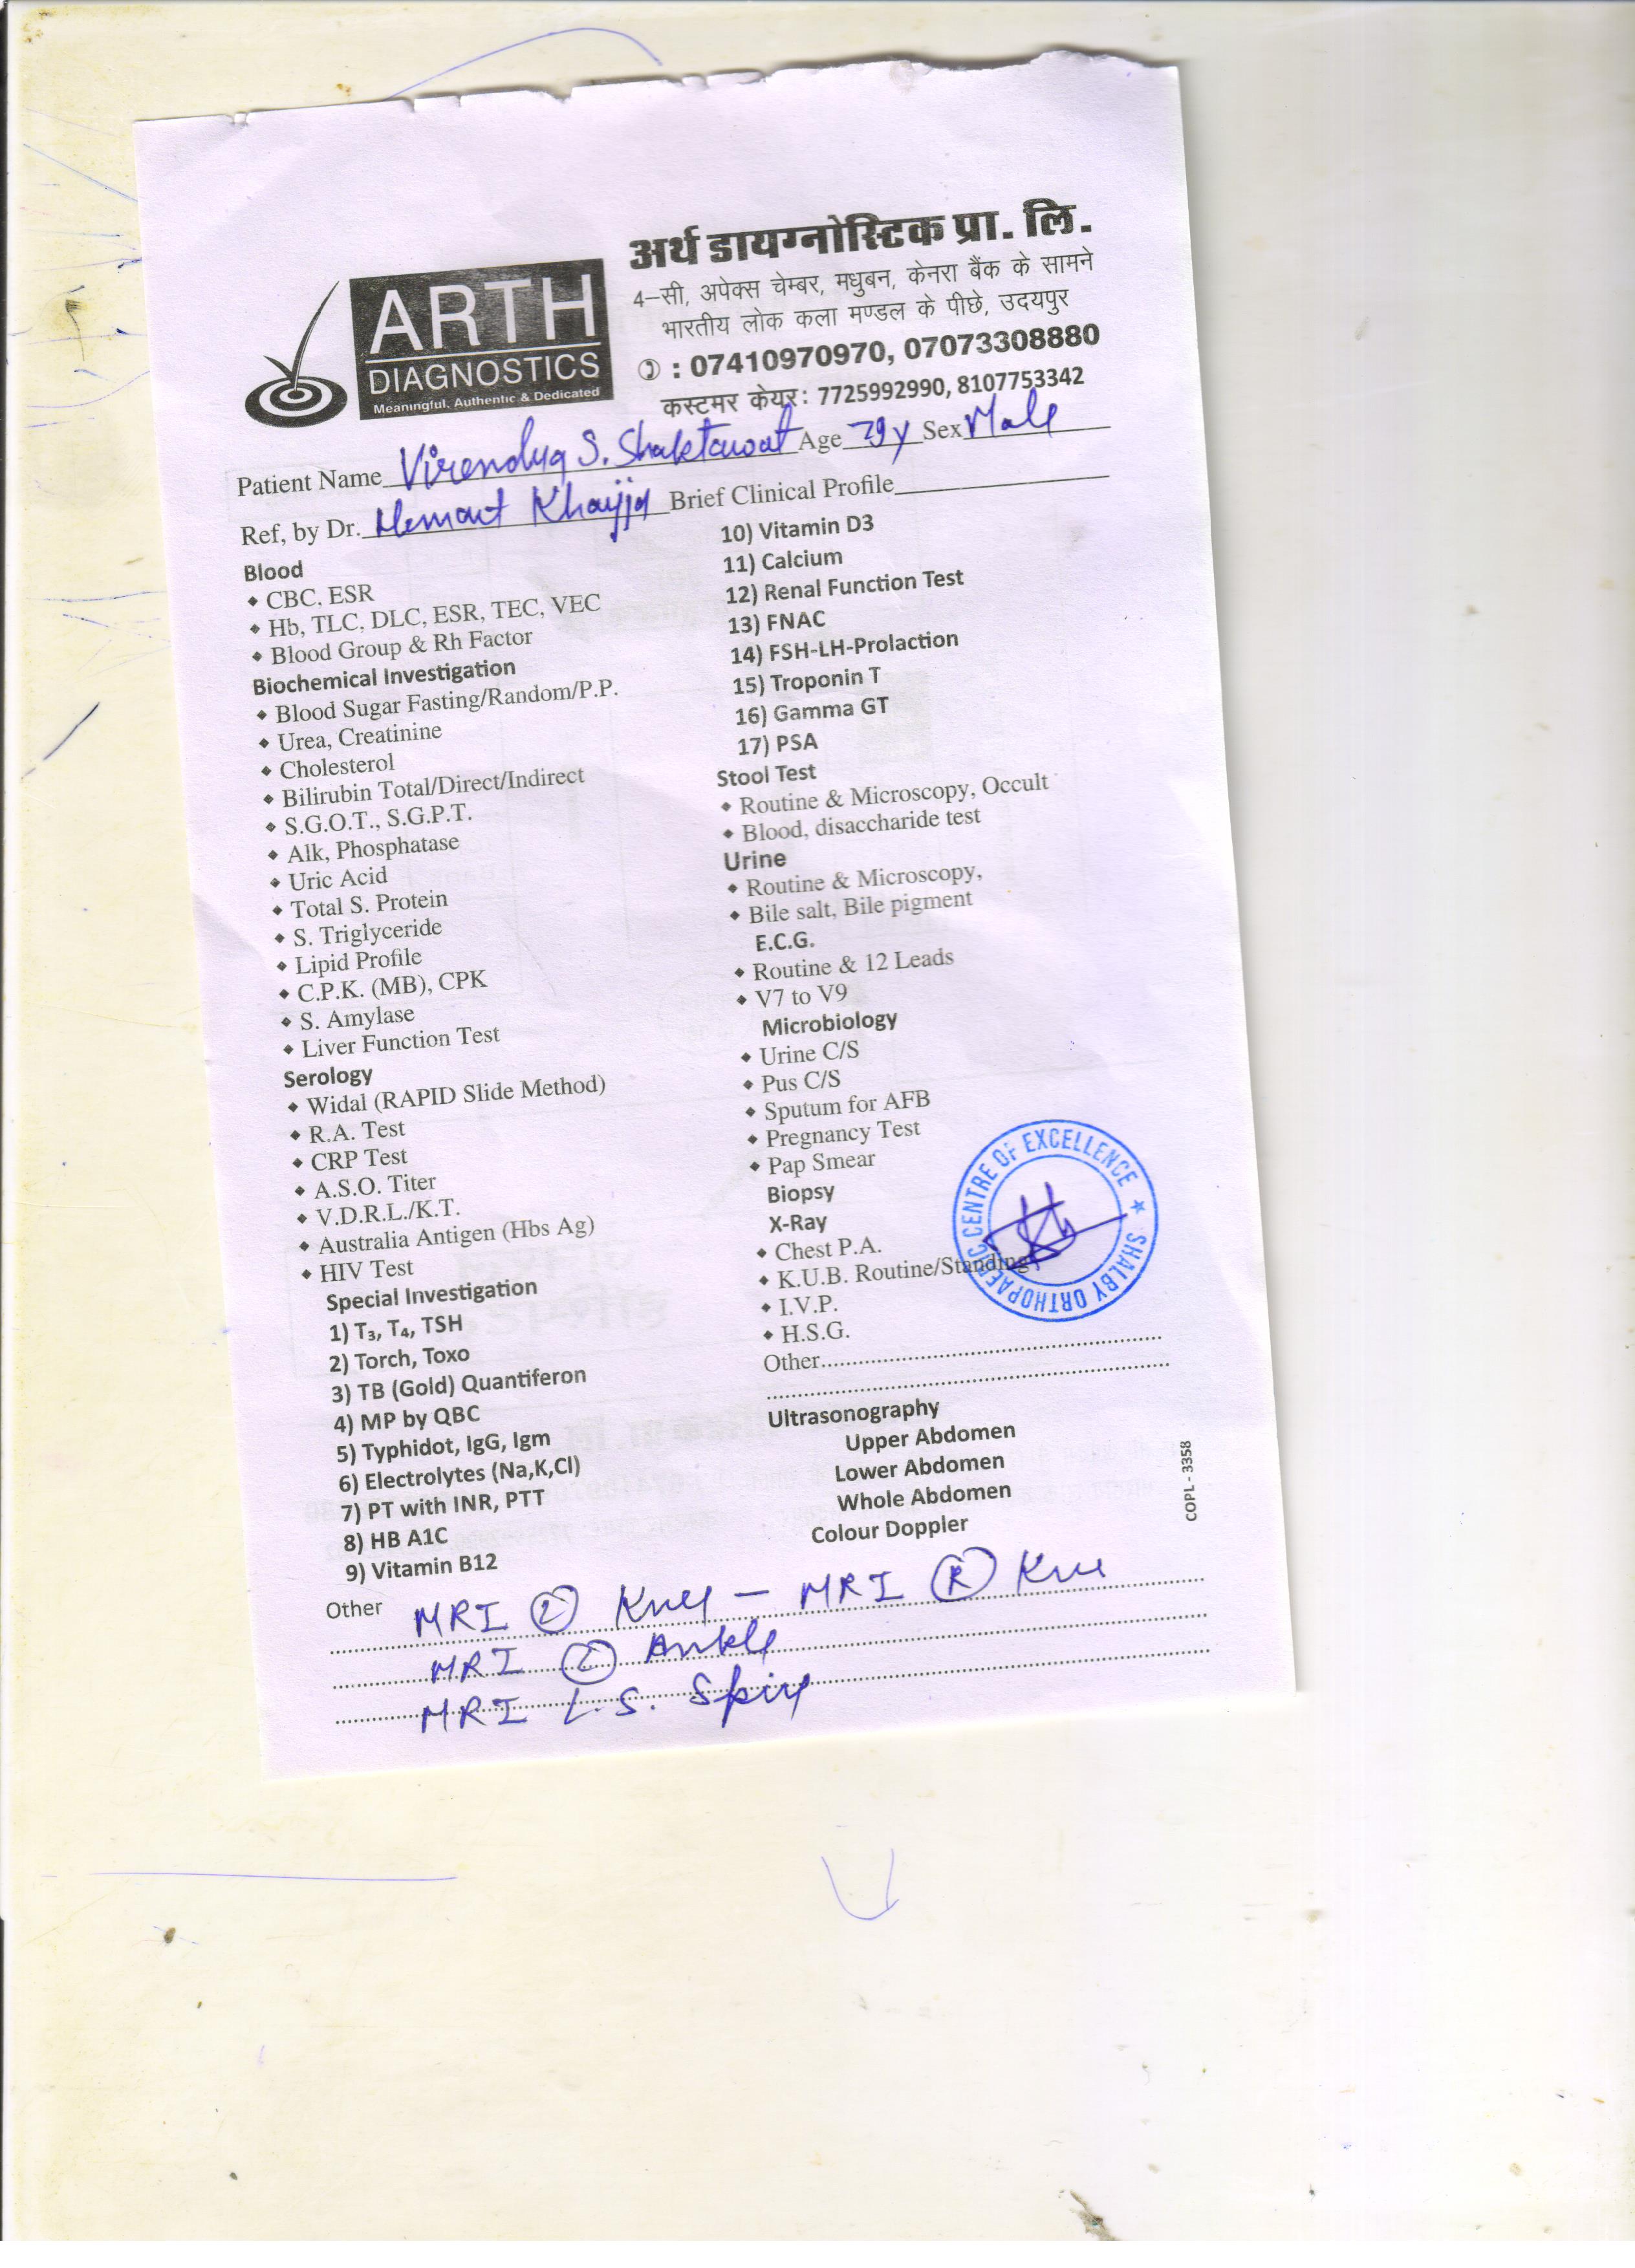 अर्थ डायग्नोस्टिक प्रा. लि.
4-सी, अपेक्स चेम्बर, मधुबन, केनरा बैंक के सामने
भारतीय लोक कला मण्डल के पीछे, उदयपुर
: 07410970970, 07073308880
कस्टमर केयर: 7725992990, 8107753342
ARTH
DIAGNOSTICS
Meaningful, Authentic & Dedicated
Patient Name Virendra S. Shaktawat Age Sex Male
Ref, by Dr. Hemant Brief Clinical Profile
Blood
• CBC, ESR
• Hb, TLC, DLC, ESR, TEC, VEC
• Blood Group & Rh Factor
Biochemical Investigation
• Blood Sugar Fasting/Random/P.P.
• Urea, Creatinine
• Cholesterol
• Bilirubin Total/Direct/Indirect
• S.G.O.T., S.G.P.T.
• Alk, Phosphatase
• Uric Acid
• Total S. Protein
• S. Triglyceride
• Lipid Profile
• C.P.K. (MB), CPK
• S. Amylase
• Liver Function Test
Serology
• Widal (RAPID Slide Method)
• R.A. Test
• CRP Test
• A.S.O. Titer
• V.D.R.L./K.T.
• Australia Antigen (Hbs Ag)
• HIV Test
Special Investigation
1) T3, T4, TSH
2) Torch, Toxo
3) TB (Gold) Quantiferon
4) MP by QBC
5) Typhidot, IgG, Igm
6) Electrolytes (Na,K,Cl)
7) PT with INR, PTT
8) HB A1C
9) Vitamin B12
10) Vitamin D3
11) Calcium
12) Renal Function Test
13) FNAC
14) FSH-LH-Prolaction
15) Troponin T
16) Gamma GT
17) PSA
Stool Test
• Routine & Microscopy, Occult
• Blood, disaccharide test
Urine
• Routine & Microscopy,
• Bile salt, Bile pigment
E.C.G.
• Routine & 12 Leads
• V7 to V9
Microbiology
• Urine C/S
• Pus C/S
• Sputum for AFB
• Pregnancy Test
• Pap Smear
Biopsy
X-Ray
• Chest P.A.
• K.U.B. Routine/Standing
• I.V.P.
• H.S.G.
Other
SHALBY ORTHOPAEDIC CENTRE OF EXCELLENCE
Ultrasonography
Upper Abdomen
Lower Abdomen
Whole Abdomen
Colour Doppler
COPL - 3358
Other MRI Knee - MRI R Knee
MRI Ankle
MRI L.S. Spine